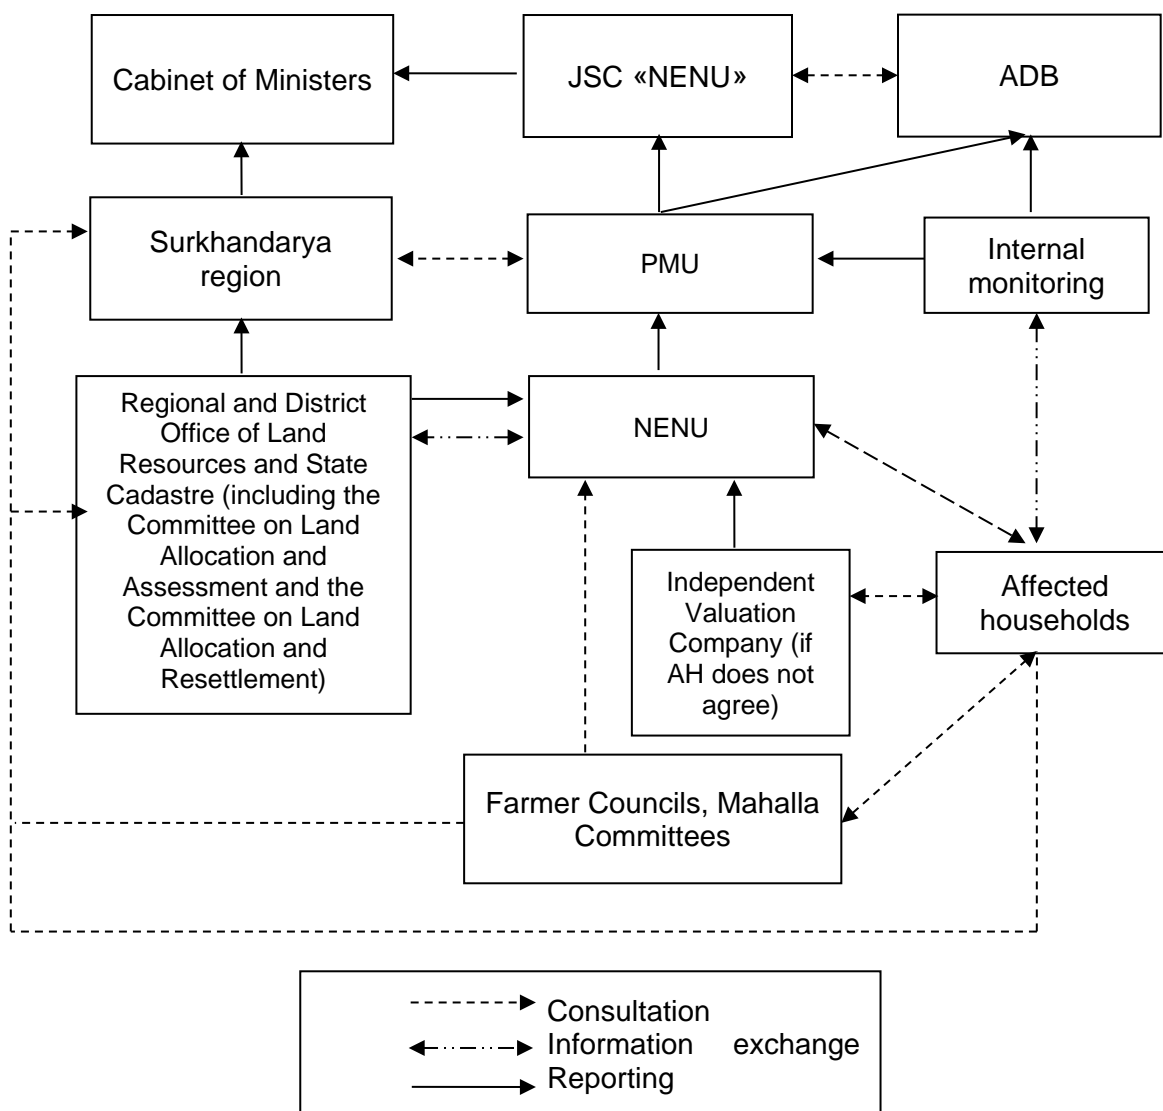 Cabinet of Ministers
JSC «NENU»
ADB
Surkhandarya
region
PMU
Internal
monitoring
Regional and District
Office of Land
Resources and State
Cadastre (including the
Committee on Land
Allocation and
Assessment and the
Committee on Land
Allocation and
Resettlement)
NENU
Independent
Valuation
Company (if
AH does not
agree)
Affected
households
Farmer Councils, Mahalla
Committees
Consultation
Information exchange
Reporting